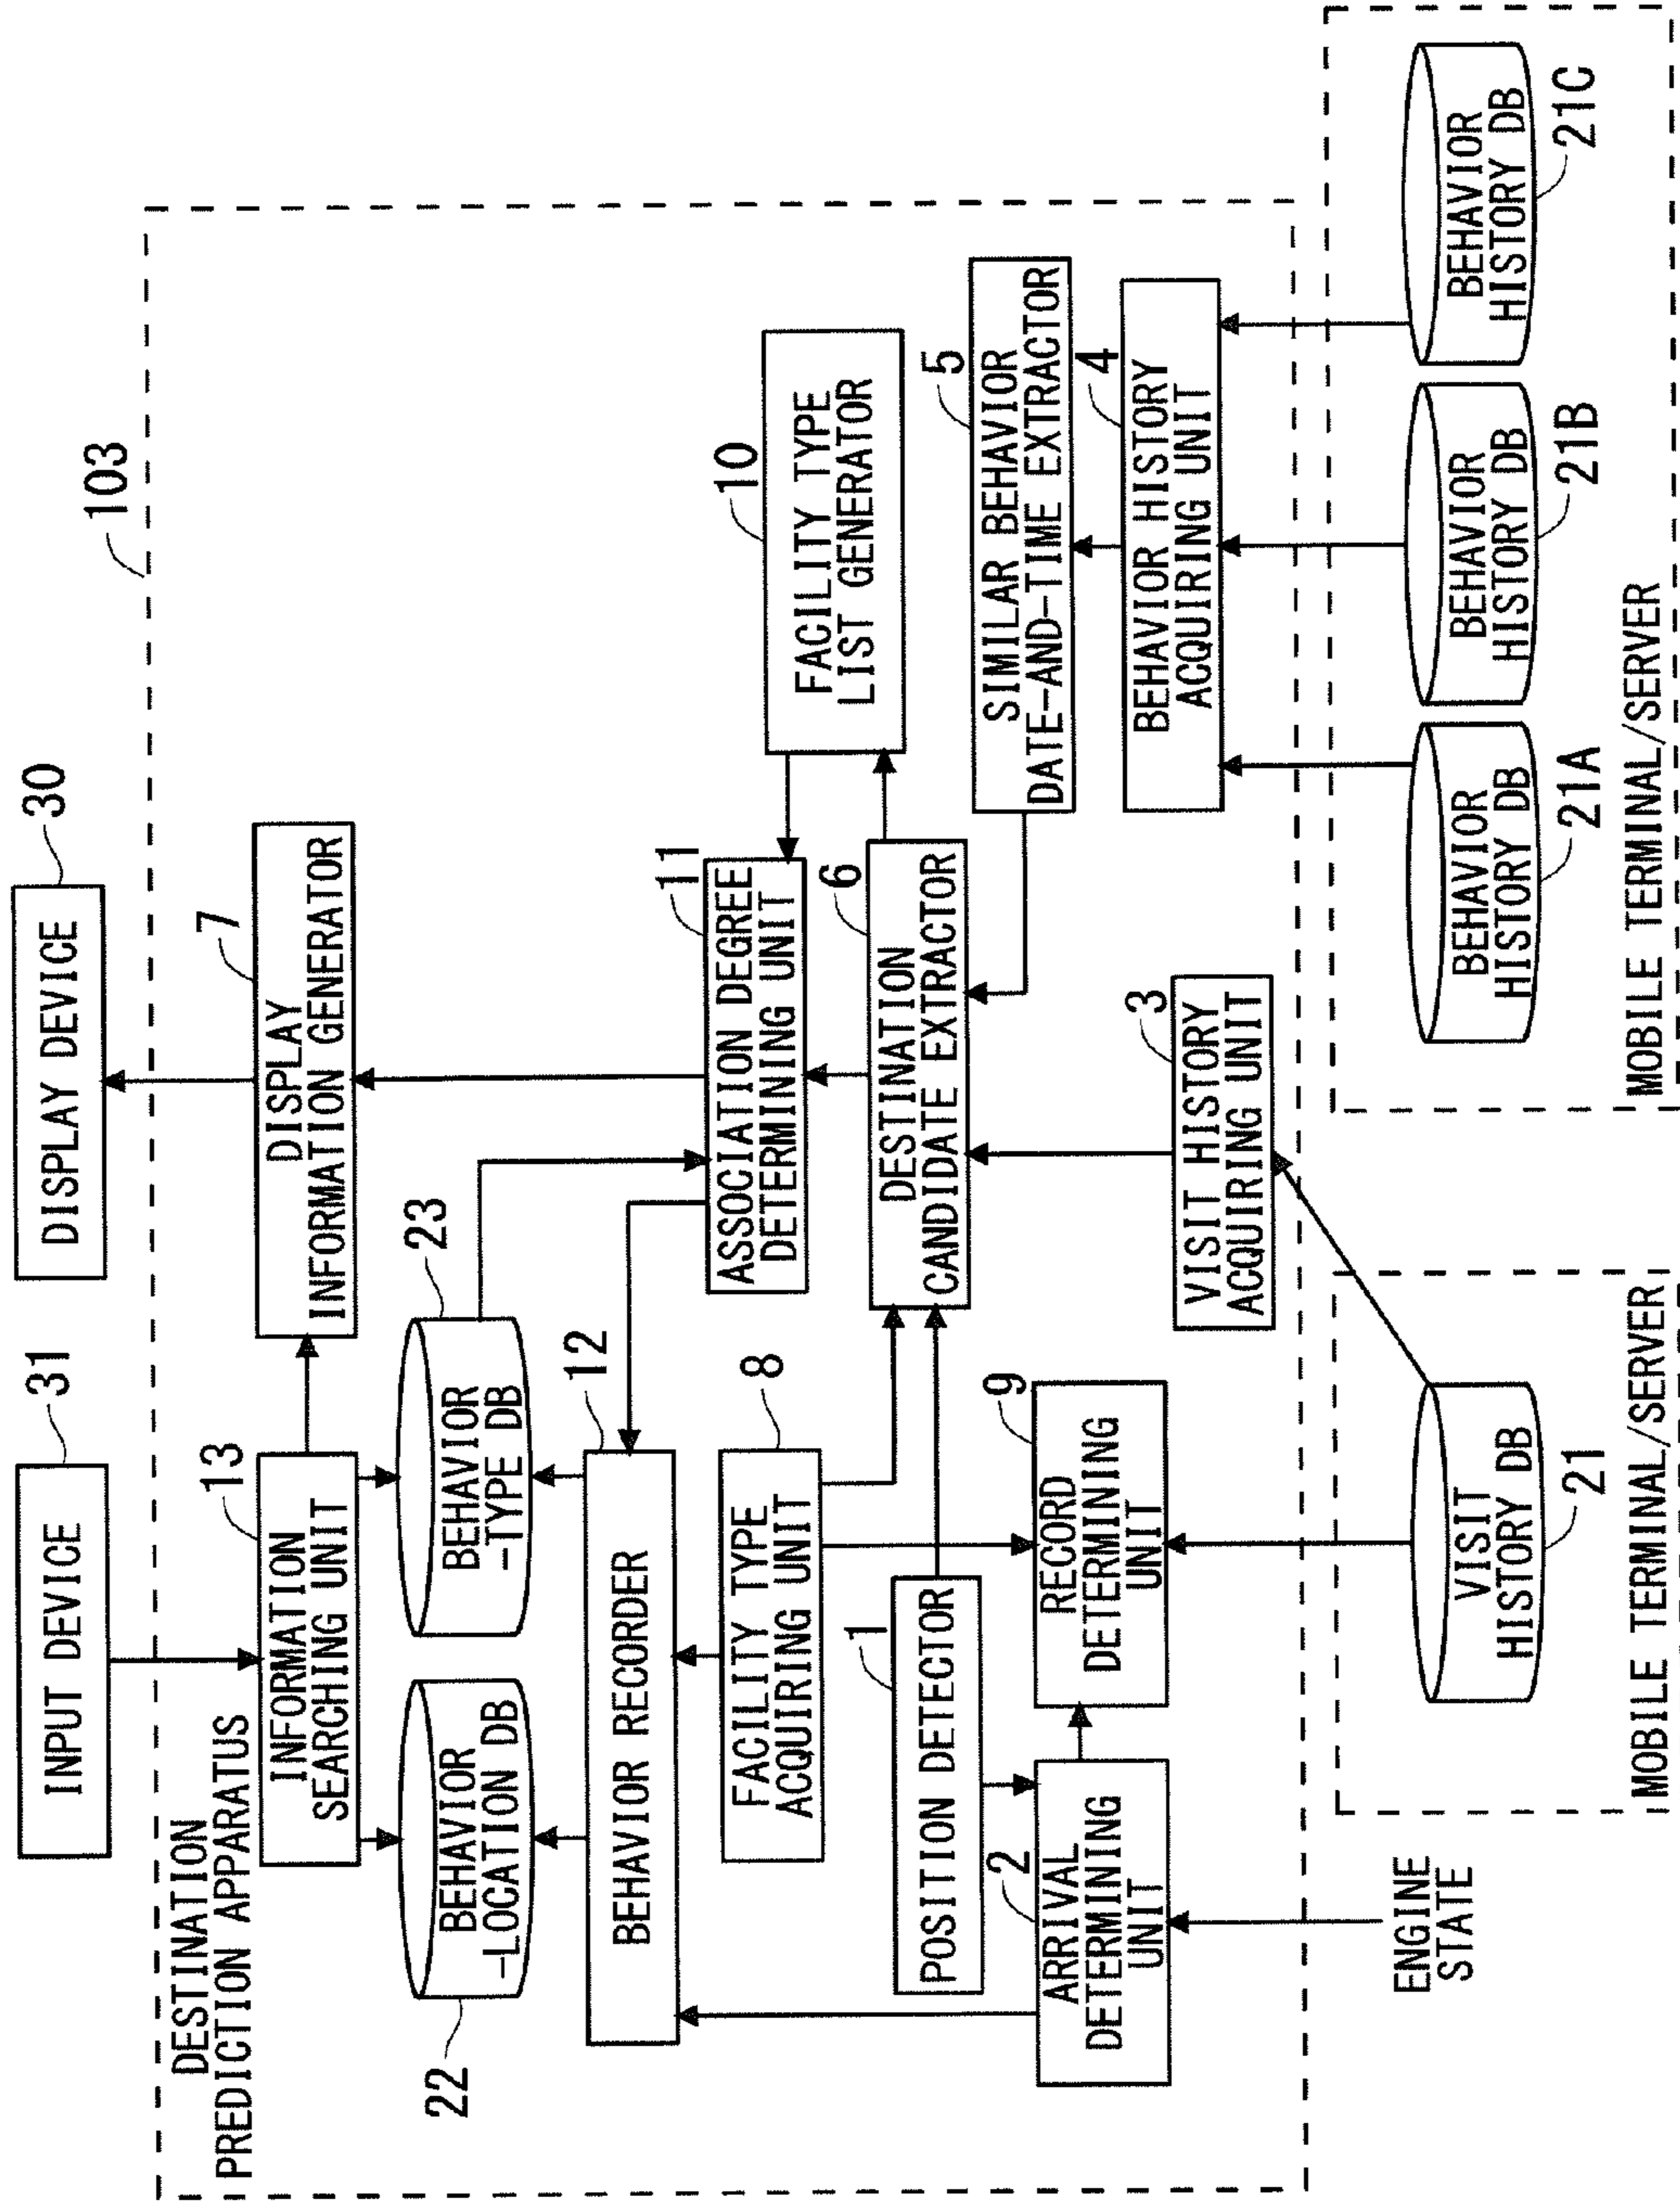 INPUT DEVICE
31
DISPLAY DEVICE
30
DESTINATION
PREDICTION APPARATUS
103
INFORMATION
SEARCHING UNIT
13
DISPLAY
INFORMATION GENERATOR
7
BEHAVIOR
-LOCATION DB
22
BEHAVIOR
-TYPE DB
23
BEHAVIOR RECORDER
12
ASSOCIATION DEGREE
DETERMINING UNIT
11
FACILITY TYPE
LIST GENERATOR
10
FACILITY TYPE
ACQUIRING UNIT
8
DESTINATION
CANDIDATE EXTRACTOR
6
POSITION DETECTOR
1
SIMILAR BEHAVIOR
DATE-AND-TIME EXTRACTOR
5
ARRIVAL
DETERMINING
UNIT
2
RECORD
DETERMINING
UNIT
9
VISIT HISTORY
ACQUIRING UNIT
3
BEHAVIOR HISTORY
ACQUIRING UNIT
4
ENGINE
STATE
VISIT
HISTORY DB
21
MOBILE TERMINAL/SERVER
BEHAVIOR
HISTORY DB
21A
BEHAVIOR
HISTORY DB
21B
BEHAVIOR
HISTORY DB
21C
MOBILE TERMINAL/SERVER